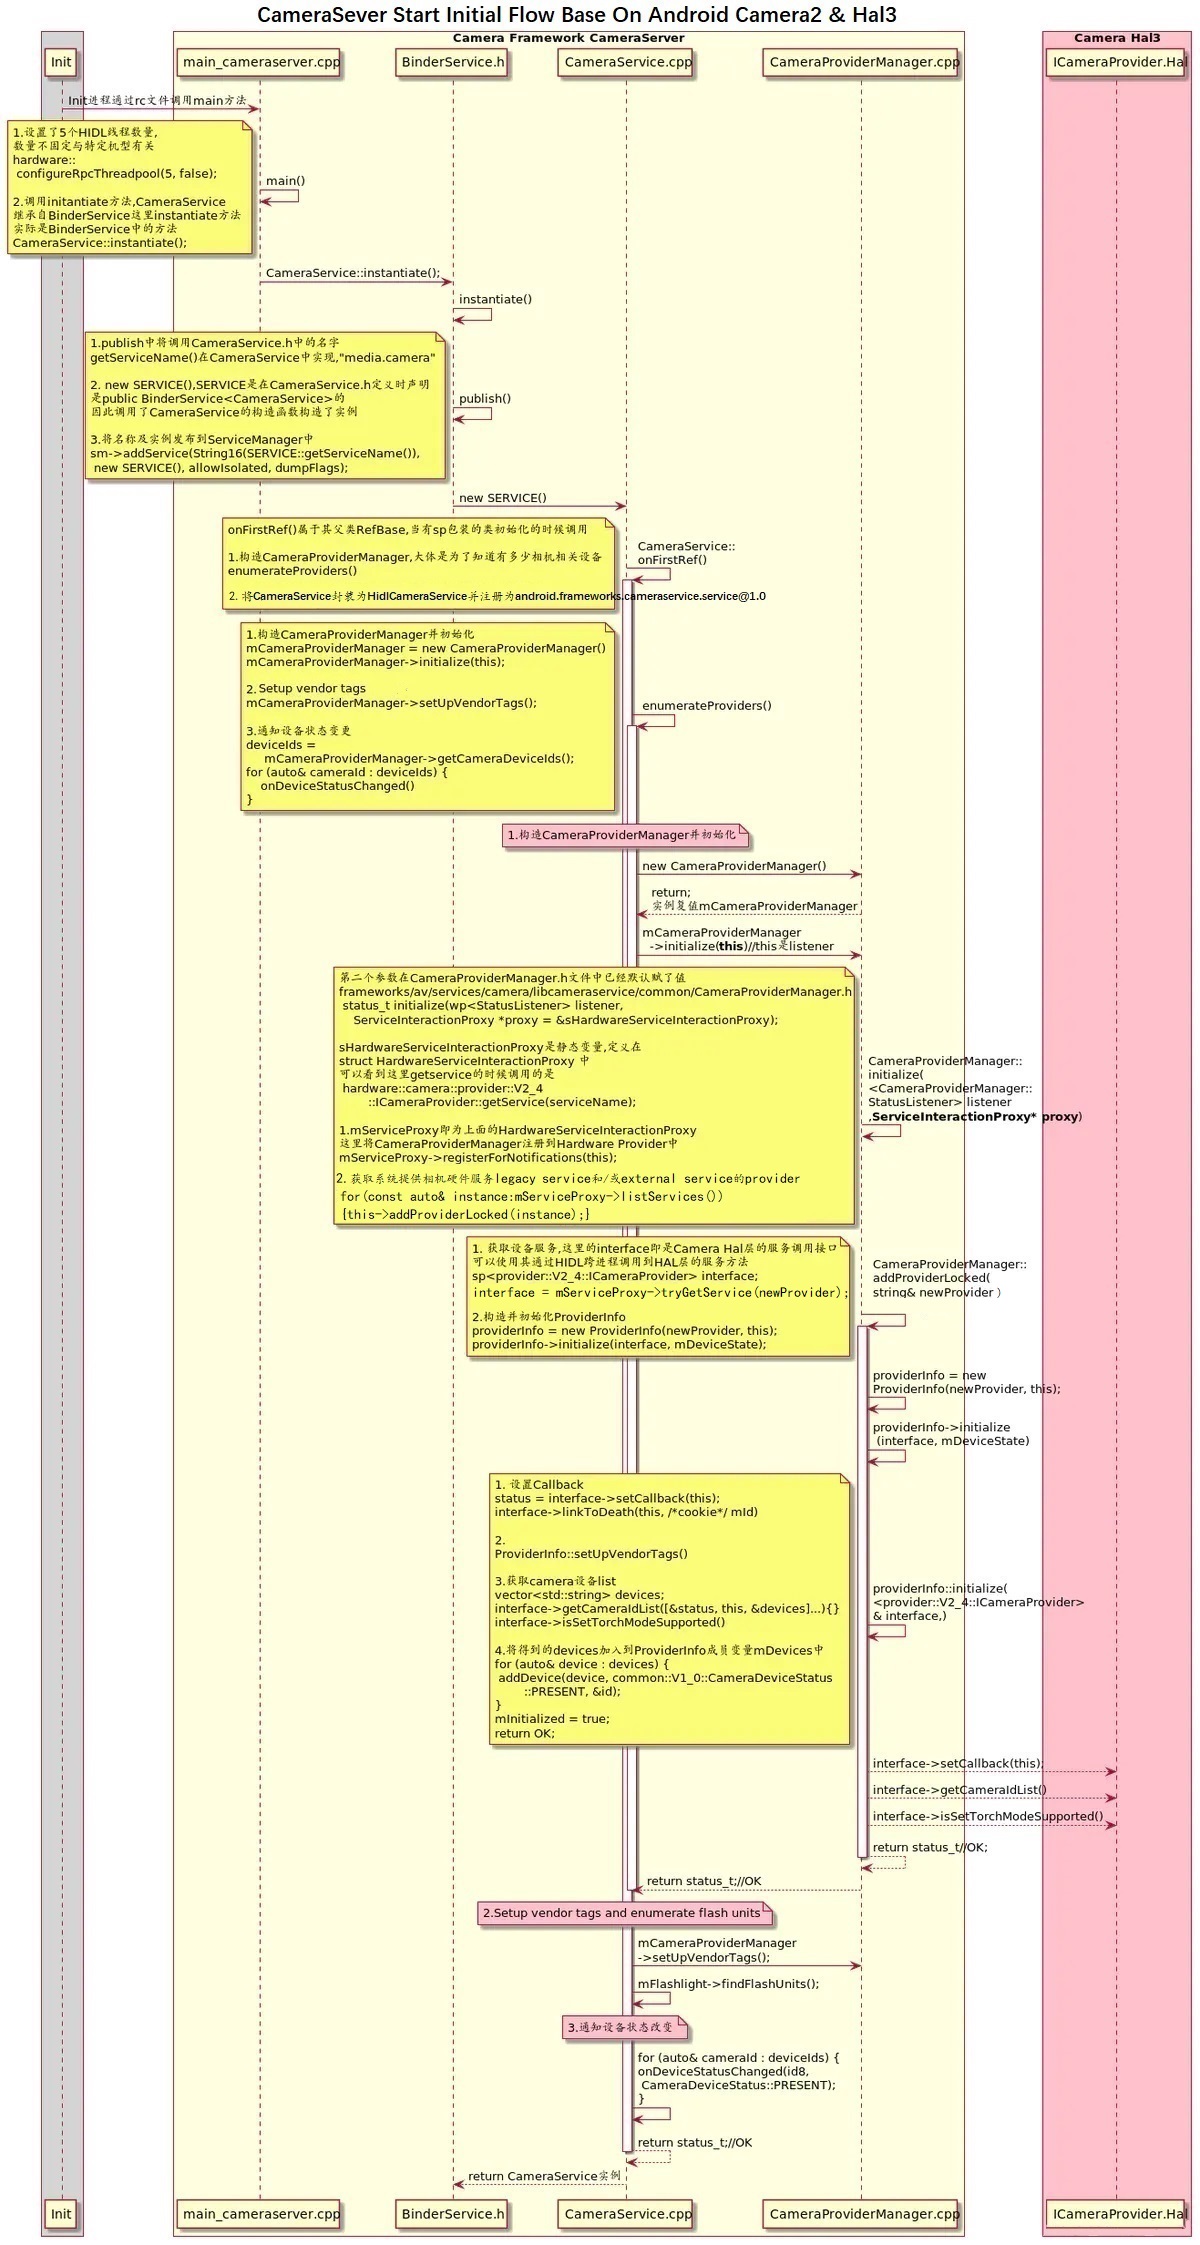 CameraSever Start Initial Flow Base On Android Camera2 & Hal3
Camera Framework CameraServer
Camera Hal3
Init
main_cameraserver.cpp
BinderService.h
CameraService.cpp
CameraProviderManager.cpp
ICameraProvider.Hal
Init进程通过rc文件调用main方法
1.设置了5个HIDL线程数量,
数量不固定与特定机型有关
hardware::
configureRpcThreadpool(5, false);
2.调用initantiate方法,CameraService
继承自BinderService这里instantiate方法
实际是BinderService中的方法
CameraService::instantiate();
main()
CameraService::instantiate();
instantiate()
1.publish中将调用CameraService.h中的名字
getServiceName()在CameraService中实现,"media.camera"
2. new SERVICE(),SERVICE是在CameraService.h定义时声明
是public BinderService<CameraService>的
因此调用了CameraService的构造函数构造了实例
3.将名称及实例发布到ServiceManager中
sm->addService(String16(SERVICE::getServiceName()),
new SERVICE(), allowIsolated, dumpFlags);
publish()
new SERVICE()
onFirstRef()属于其父类RefBase,当有sp包装的类初始化的时候调用
1.构造CameraProviderManager,大体是为了知道有多少相机相关设备
enumerateProviders()
2. 将CameraService封装为HidlCameraService并注册为android.frameworks.cameraservice.service@1.0
CameraService::
onFirstRef()
1.构造CameraProviderManager并初始化
mCameraProviderManager = new CameraProviderManager()
mCameraProviderManager->initialize(this);
2.Setup vendor tags
mCameraProviderManager->setUpVendorTags();
3.通知设备状态变更
deviceIds =
mCameraProviderManager->getCameraDeviceIds();
for (auto& cameraId : deviceIds) {
onDeviceStatusChanged()
}
enumerateProviders()
1.构造CameraProviderManager并初始化
new CameraProviderManager()
return;
实例复值mCameraProviderManager
mCameraProviderManager
->initialize(this)//this是listener
第二个参数在CameraProviderManager.h文件中已经默认赋了值
frameworks/av/services/camera/libcameraservice/common/CameraProviderManager.h
status_t initialize(wp<StatusListener> listener,
ServiceInteractionProxy *proxy = &sHardwareServiceInteractionProxy);
sHardwareServiceInteractionProxy是静态变量,定义在
struct HardwareServiceInteractionProxy 中
可以看到这里getservice的时候调用的是
hardware::camera::provider::V2_4
::ICameraProvider::getService(serviceName);
1.mServiceProxy即为上面的HardwareServiceInteractionProxy
这里将CameraProviderManager注册到Hardware Provider中
mServiceProxy->registerForNotifications(this);
2. 获取系统提供相机硬件服务legacy service和/或external service的provider
for(const auto& instance:mServiceProxy->listServices())
{this->addProviderLocked(instance);}
CameraProviderManager::
initialize(
<CameraProviderManager::
StatusListener> listener
,ServiceInteractionProxy* proxy)
1. 获取设备服务,这里的interface即是Camera Hal层的服务调用接口
可以使用其通过HIDL跨进程调用到HAL层的服务方法
sp<provider::V2_4::ICameraProvider> interface;
interface = mServiceProxy->tryGetService(newProvider);
2.构造并初始化ProviderInfo
providerInfo = new ProviderInfo(newProvider, this);
providerInfo->initialize(interface, mDeviceState);
CameraProviderManager::
addProviderLocked(
string& newProvider )
providerInfo = new
ProviderInfo(newProvider, this);
providerInfo->initialize
(interface, mDeviceState)
1. 设置Callback
status = interface->setCallback(this);
interface->linkToDeath(this, /*cookie*/ mId)
2.
ProviderInfo::setUpVendorTags()
3.获取camera设备list
vector<std::string> devices;
interface->getCameraIdList([&status, this, &devices]...){}
interface->isSetTorchModeSupported()
4.将得到的devices加入到ProviderInfo成员变量mDevices中
for (auto& device : devices) {
addDevice(device, common::V1_0::CameraDeviceStatus
::PRESENT, &id);
}
mInitialized = true;
return OK;
providerInfo::initialize(
<provider::V2_4::ICameraProvider>
& interface,)
interface->setCallback(this);
interface->getCameraIdList()
interface->isSetTorchModeSupported()
return status_t//OK;
return status_t;//OK
2.Setup vendor tags and enumerate flash units
mCameraProviderManager
->setUpVendorTags();
mFlashlight->findFlashUnits();
3.通知设备状态改变
for (auto& cameraId : deviceIds) {
onDeviceStatusChanged(id8,
CameraDeviceStatus::PRESENT);
}
return status_t;//OK
return CameraService实例
Init
main_cameraserver.cpp
BinderService.h
CameraService.cpp
CameraProviderManager.cpp
ICameraProvider.Hal